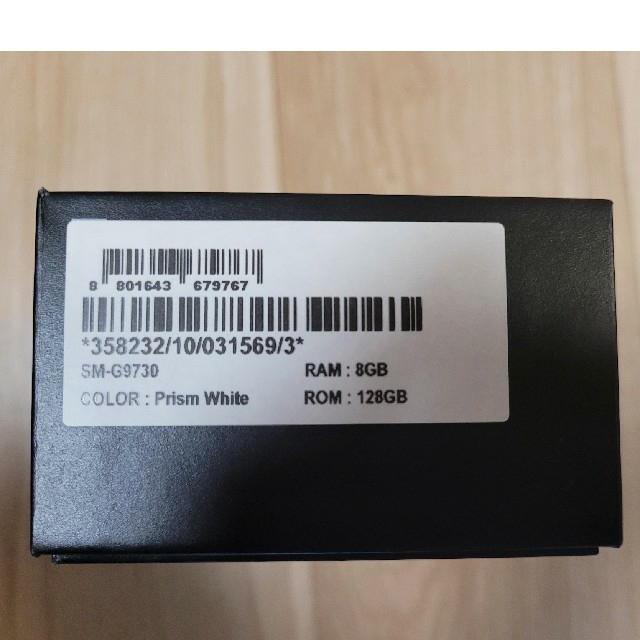 8 801643 679767
*358232/10/031569/3*
SM-G9730 RAM : 8GB
COLOR : Prism White ROM : 128GB